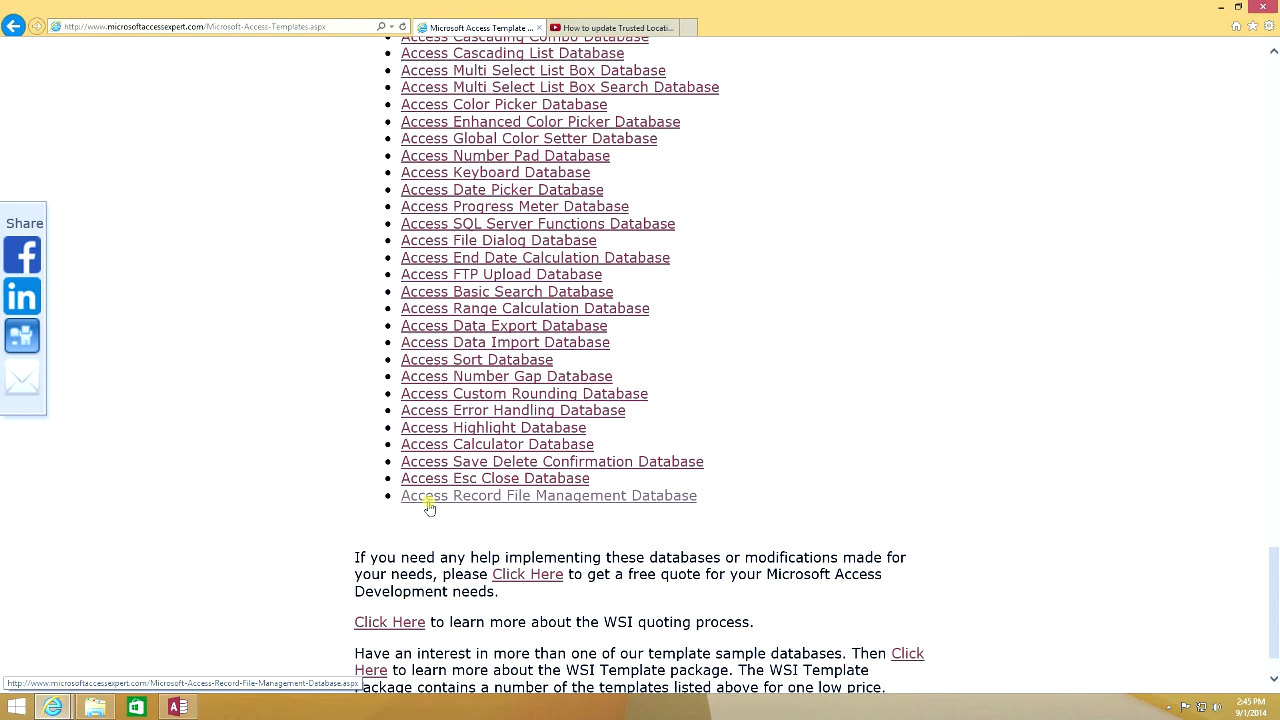 http://www.microsoftaccessexpert.com/Microsoft-Access-Templates.aspx
Microsoft Access Template ...
How to update Trusted Locati...
Access Cascading Combo Database
Access Cascading List Database
Access Multi Select List Box Database
Access Multi Select List Box Search Database
Access Color Picker Database
Access Enhanced Color Picker Database
Access Global Color Setter Database
Access Number Pad Database
Access Keyboard Database
Access Date Picker Database
Access Progress Meter Database
Access SQL Server Functions Database
Access File Dialog Database
Access End Date Calculation Database
Access FTP Upload Database
Access Basic Search Database
Access Range Calculation Database
Access Data Export Database
Access Data Import Database
Access Sort Database
Access Number Gap Database
Access Custom Rounding Database
Access Error Handling Database
Access Highlight Database
Access Calculator Database
Access Save Delete Confirmation Database
Access Esc Close Database
Access Record File Management Database
Share
If you need any help implementing these databases or modifications made for
your needs, please Click Here to get a free quote for your Microsoft Access
Development needs.
Click Here to learn more about the WSI quoting process.
Have an interest in more than one of our template sample databases. Then Click
Here to learn more about the WSI Template package. The WSI Template
Package contains a number of the templates listed above for one low price.
http://www.microsoftaccessexpert.com/Microsoft-Access-Record-File-Management-Database.aspx
2:45 PM
9/1/2014